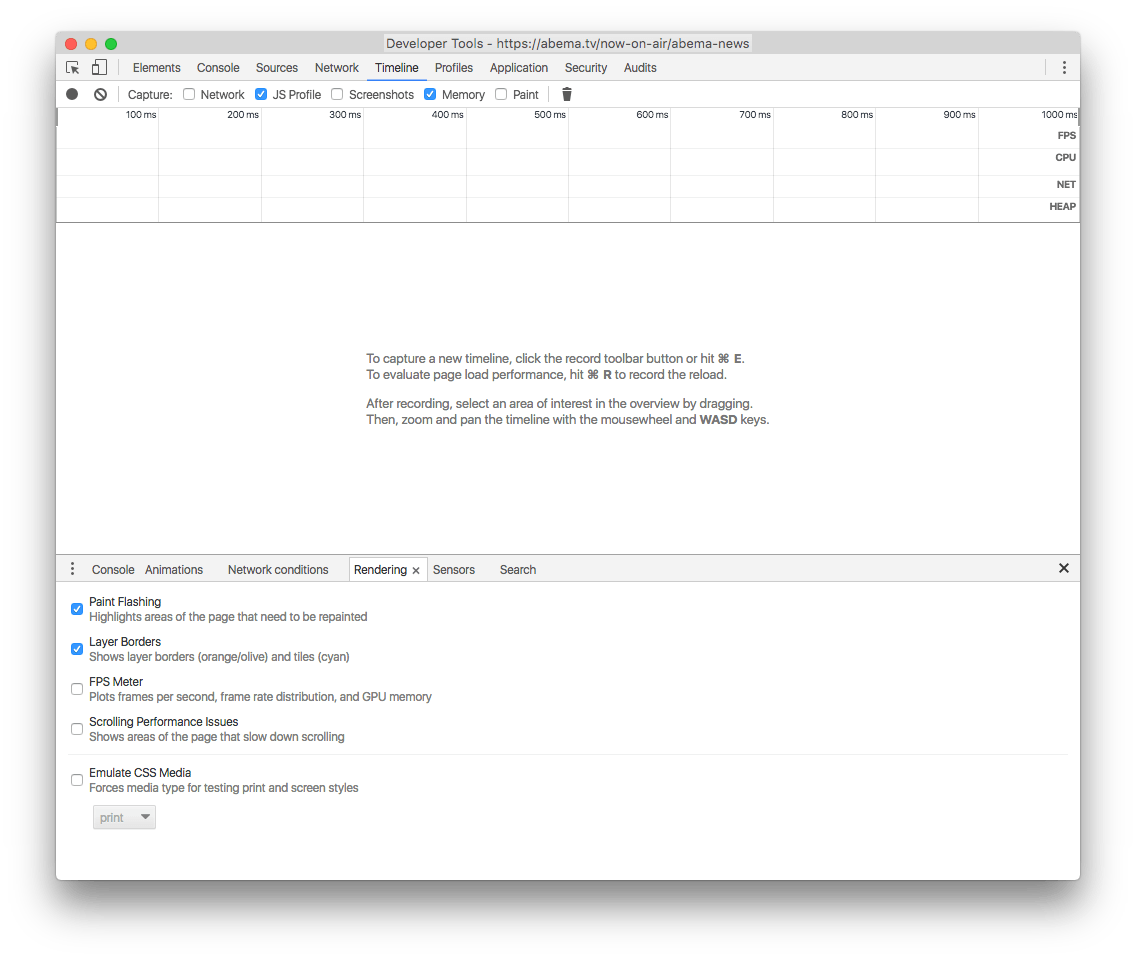 Developer Tools - https://abema.tv/now-on-air/abema-news
Elements Console Sources Network Timeline Profiles Application Security Audits
Capture: Network JS Profile Screenshots Memory Paint
100 ms 200 ms 300 ms 400 ms 500 ms 600 ms 700 ms 800 ms 900 ms 1000 ms
FPS
CPU
NET
HEAP
To capture a new timeline, click the record toolbar button or hit ⌘ E.
To evaluate page load performance, hit ⌘ R to record the reload.
After recording, select an area of interest in the overview by dragging.
Then, zoom and pan the timeline with the mousewheel and WASD keys.
Console Animations Network conditions Rendering × Sensors Search
Paint Flashing
Highlights areas of the page that need to be repainted
Layer Borders
Shows layer borders (orange/olive) and tiles (cyan)
FPS Meter
Plots frames per second, frame rate distribution, and GPU memory
Scrolling Performance Issues
Shows areas of the page that slow down scrolling
Emulate CSS Media
Forces media type for testing print and screen styles
print